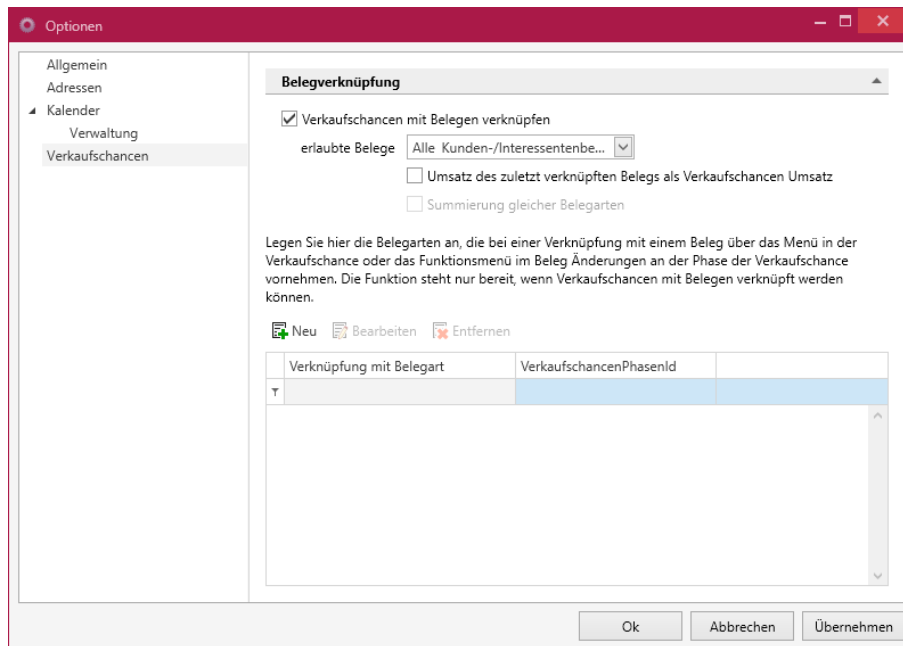 Optionen
Allgemein
Adressen
Kalender
Verwaltung
Verkaufschancen
Belegverknüpfung
Verkaufschancen mit Belegen verknüpfen
erlaubte Belege Alle Kunden-/Interessentenbe...
Umsatz des zuletzt verknüpften Belegs als Verkaufschancen Umsatz
Summierung gleicher Belegarten
Legen Sie hier die Belegarten an, die bei einer Verknüpfung mit einem Beleg über das Menü in der
Verkaufschance oder das Funktionsmenü im Beleg Änderungen an der Phase der Verkaufschance
vornehmen. Die Funktion steht nur bereit, wenn Verkaufschancen mit Belegen verknüpft werden
können.
Neu Bearbeiten Entfernen
Verknüpfung mit Belegart VerkaufschancenPhasenId
Ok Abbrechen Übernehmen